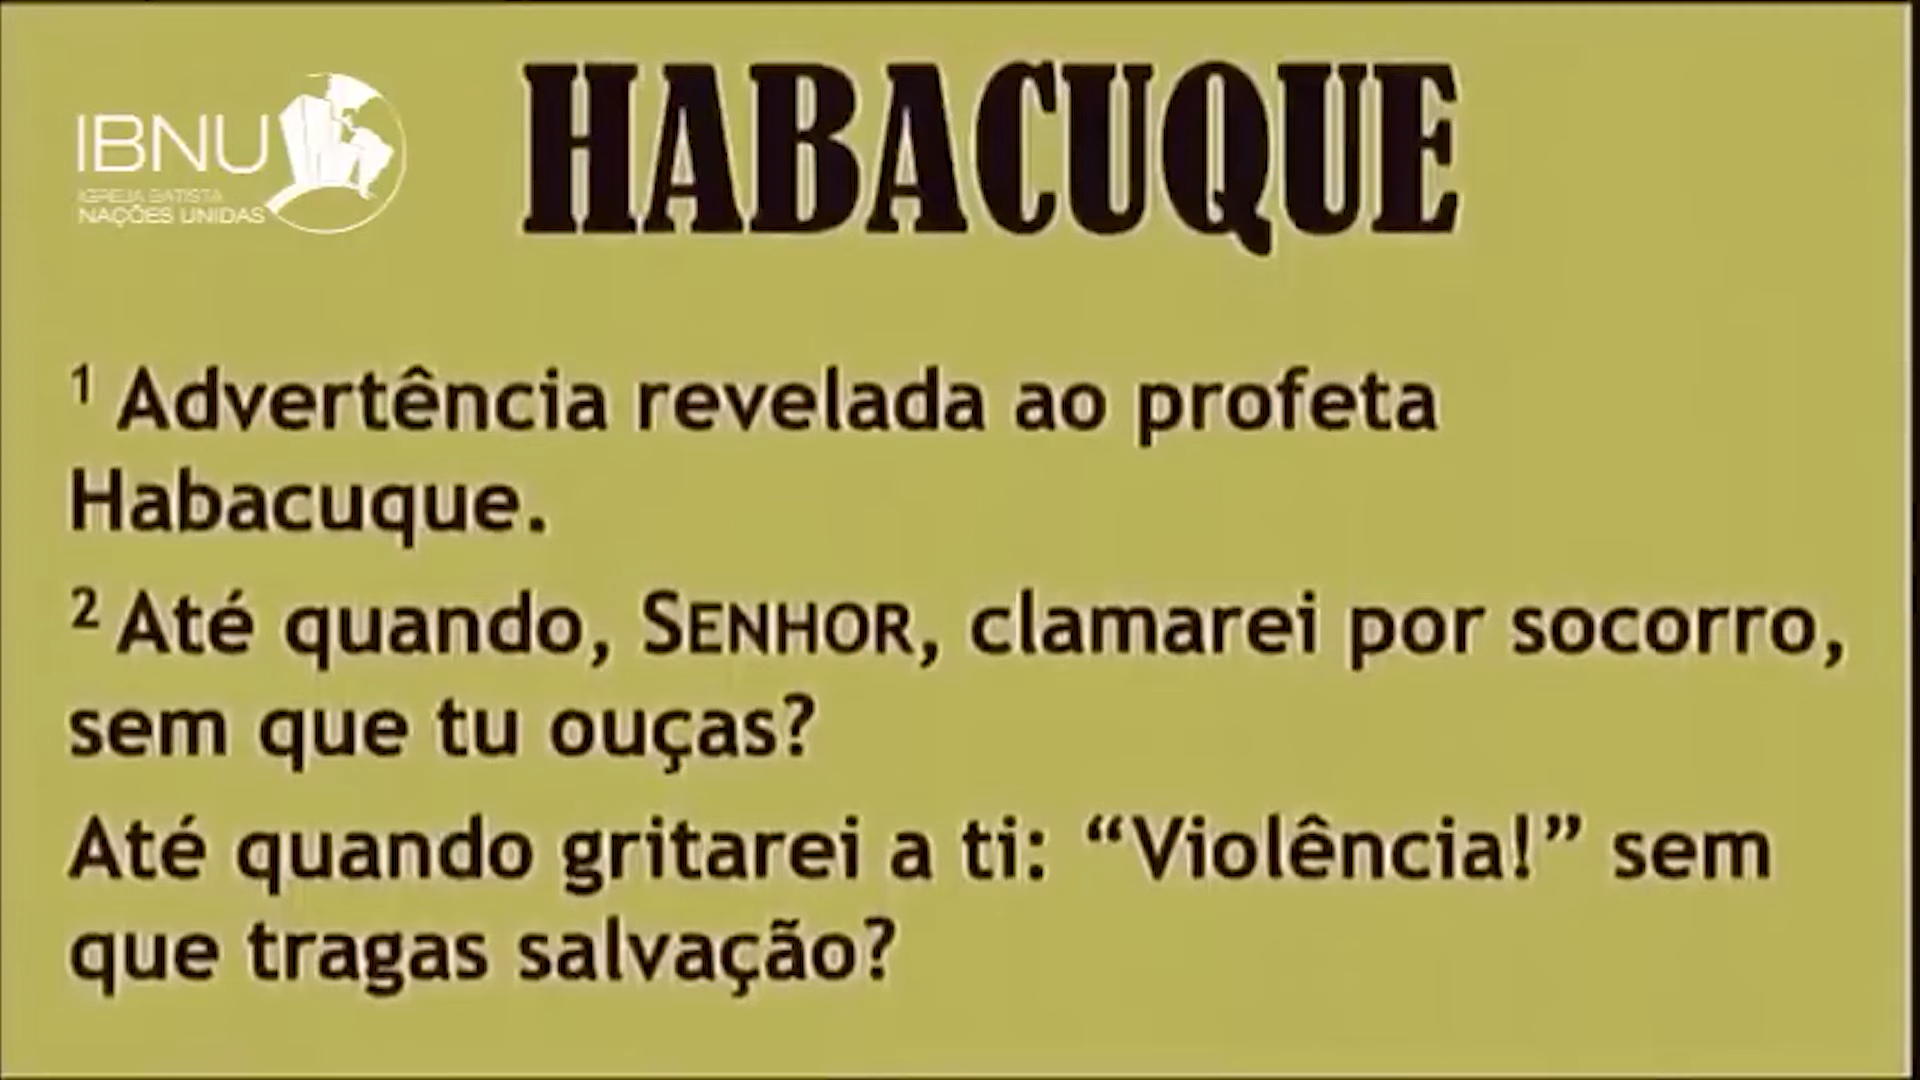 IBNU
IGREJA BATISTA
NAÇÕES UNIDAS
HABACUQUE
¹ Advertência revelada ao profeta
Habacuque.
² Até quando, SENHOR, clamarei por socorro,
sem que tu ouças?
Até quando gritarei a ti: “Violência!” sem
que tragas salvação?